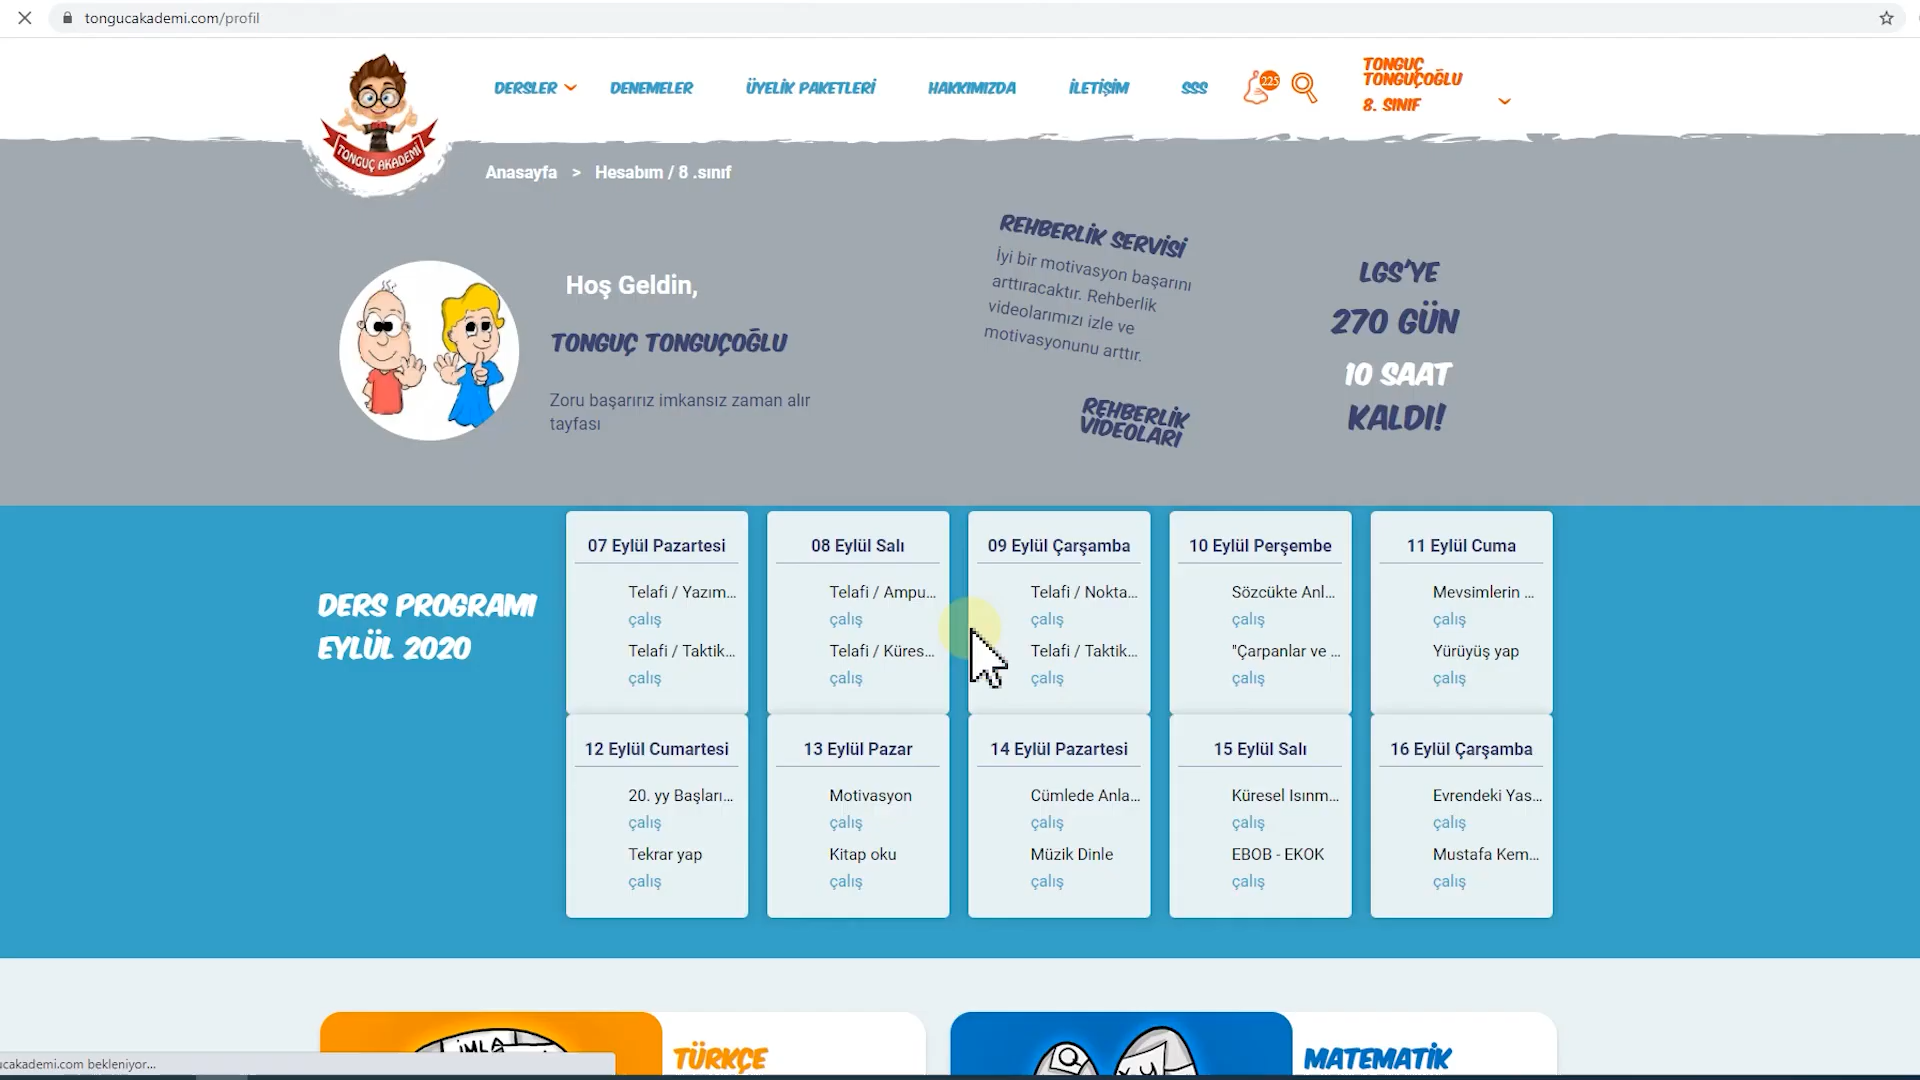 tongucakademi.com/profil
TONGUÇ AKADEMİ
DERSLER
DENEMELER
ÜYELİK PAKETLERİ
HAKKIMIZDA
İLETİŞİM
SSS
225
TONGUÇ
TONGUÇOĞLU
8. SINIF
Anasayfa > Hesabım / 8 .sınıf
Hoş Geldin,
TONGUÇ TONGUÇOĞLU
Zoru başarırız imkansız zaman alır
tayfası
REHBERLİK SERVİSİ
İyi bir motivasyon başarını
arttıracaktır. Rehberlik
videolarımızı izle ve
motivasyonunu arttır.
REHBERLİK
VİDEOLARI
LGS'YE
270 GÜN
10 SAAT
KALDI!
DERS PROGRAMI
EYLÜL 2020
07 Eylül Pazartesi
Telafi / Yazım...
çalış
Telafi / Taktik...
çalış
08 Eylül Salı
Telafi / Ampu...
çalış
Telafi / Küres...
çalış
09 Eylül Çarşamba
Telafi / Nokta...
çalış
Telafi / Taktik...
çalış
10 Eylül Perşembe
Sözcükte Anl...
çalış
"Çarpanlar ve ...
çalış
11 Eylül Cuma
Mevsimlerin ...
çalış
Yürüyüş yap
çalış
12 Eylül Cumartesi
20. yy Başları...
çalış
Tekrar yap
çalış
13 Eylül Pazar
Motivasyon
çalış
Kitap oku
çalış
14 Eylül Pazartesi
Cümlede Anla...
çalış
Müzik Dinle
çalış
15 Eylül Salı
Küresel Isınm...
çalış
EBOB - EKOK
çalış
16 Eylül Çarşamba
Evrendeki Yas...
çalış
Mustafa Kem...
çalış
İMLA
TÜRKÇE
MATEMATİK
ucakademi.com bekleniyor...